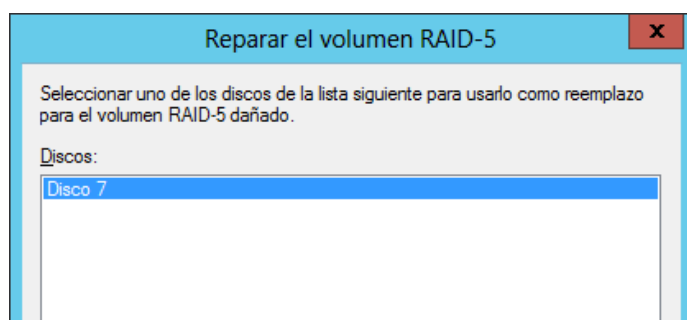 Reparar el volumen RAID-5
x
Seleccionar uno de los discos de la lista siguiente para usarlo como reemplazo
para el volumen RAID-5 dañado.
Discos:
Disco 7